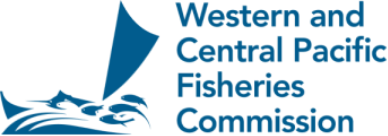 Western and
Central Pacific
Fisheries
Commission